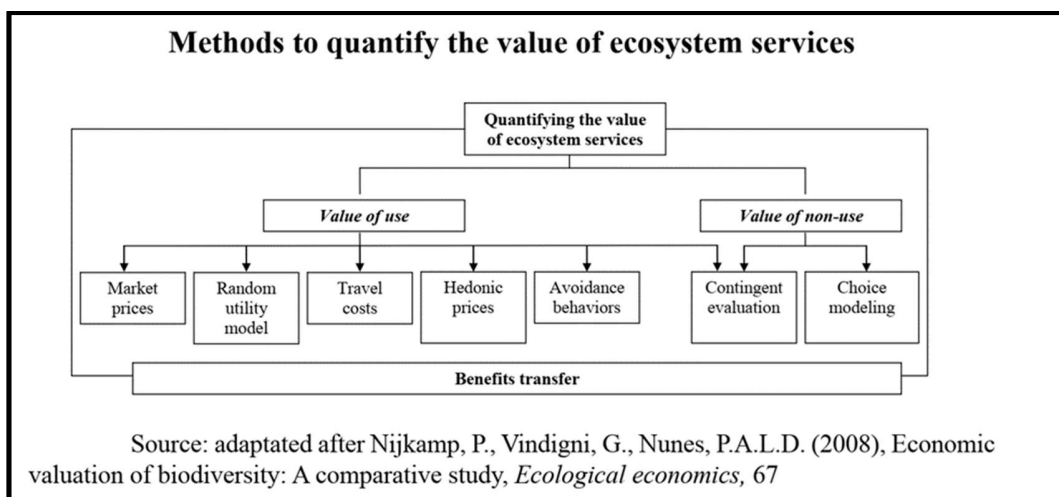 Methods to quantify the value of ecosystem services
Quantifying the value
of ecosystem services
Value of use
Value of non-use
Market
prices
Random
utility
model
Travel
costs
Hedonic
prices
Avoidance
behaviors
Contingent
evaluation
Choice
modeling
Benefits transfer
Source: adaptated after Nijkamp, P., Vindigni, G., Nunes, P.A.L.D. (2008), Economic
valuation of biodiversity: A comparative study, Ecological economics, 67